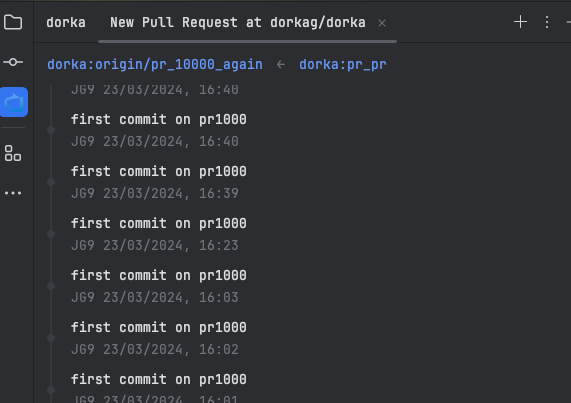 dorka New Pull Request at dorkag/dorka
dorka:origin/pr_10000_again ← dorka:pr_pr
JG9 23/03/2024, 16:40
first commit on pr1000
JG9 23/03/2024, 16:40
first commit on pr1000
JG9 23/03/2024, 16:39
first commit on pr1000
JG9 23/03/2024, 16:23
first commit on pr1000
JG9 23/03/2024, 16:03
first commit on pr1000
JG9 23/03/2024, 16:02
first commit on pr1000
JG9 23/03/2024, 16:01